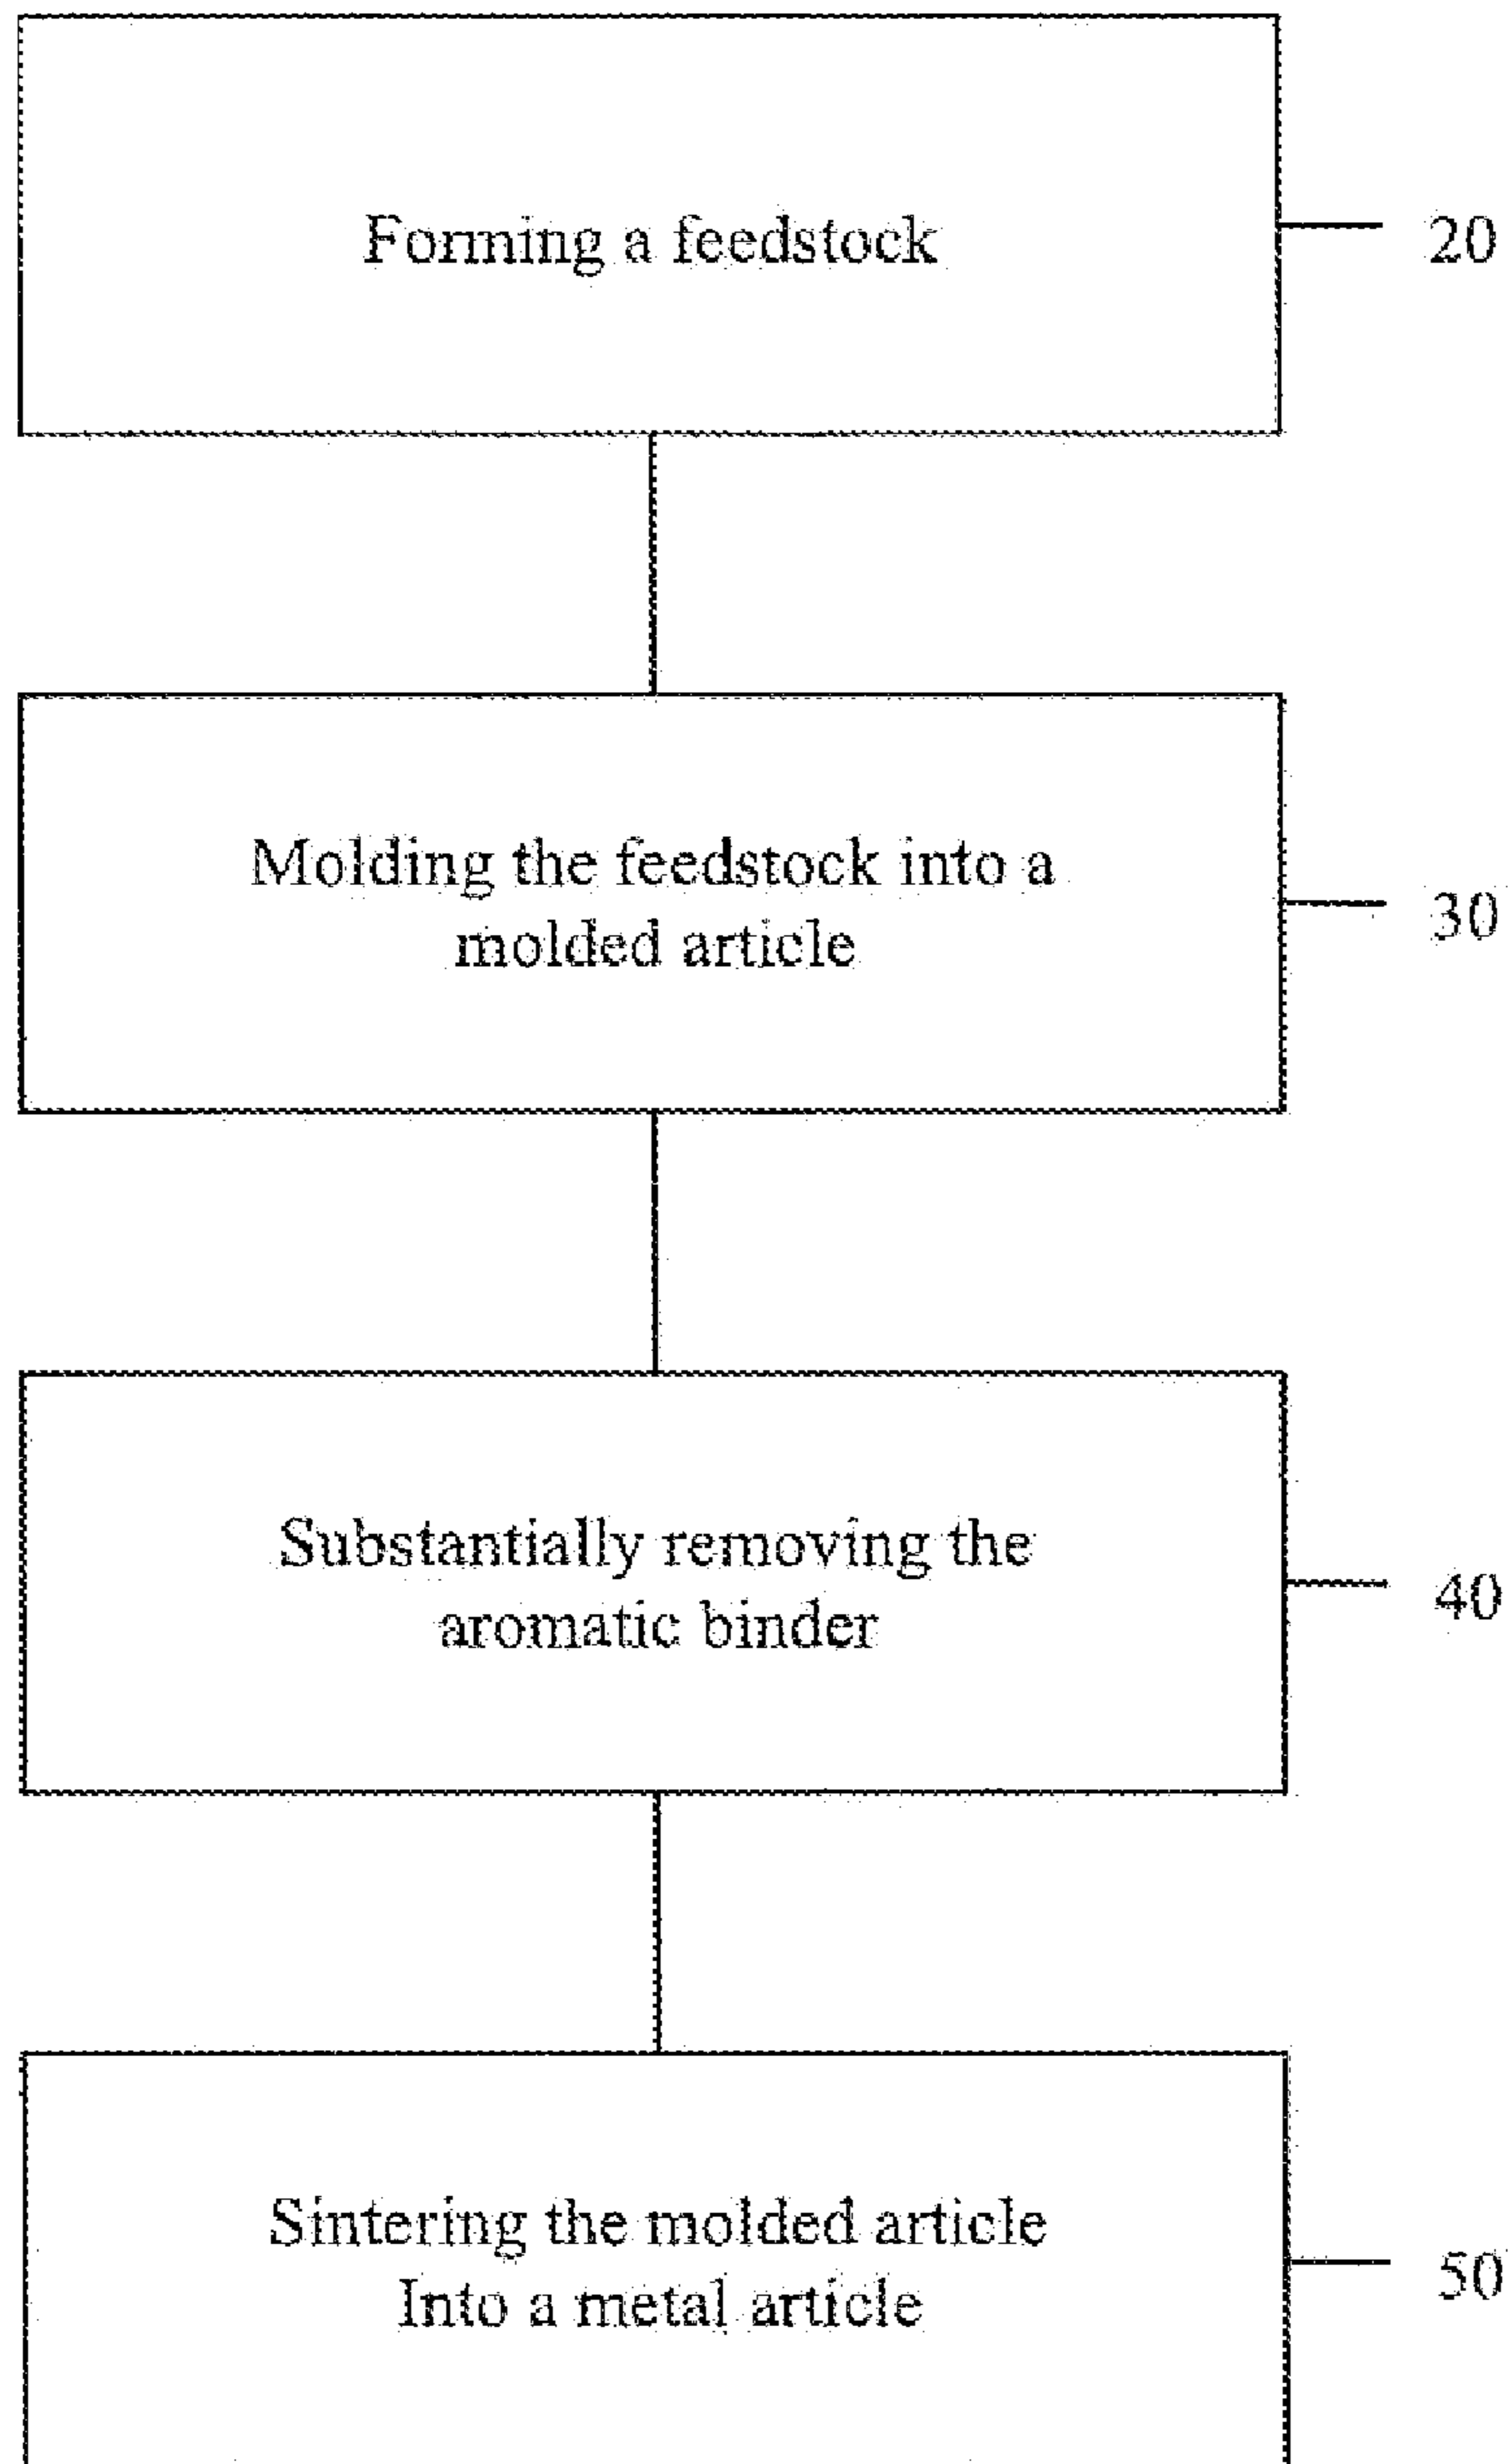 Forming a feedstock
20
Molding the feedstock into a
molded article
30
Substantially removing the
aromatic binder
40
Sintering the molded article
Into a metal article
50